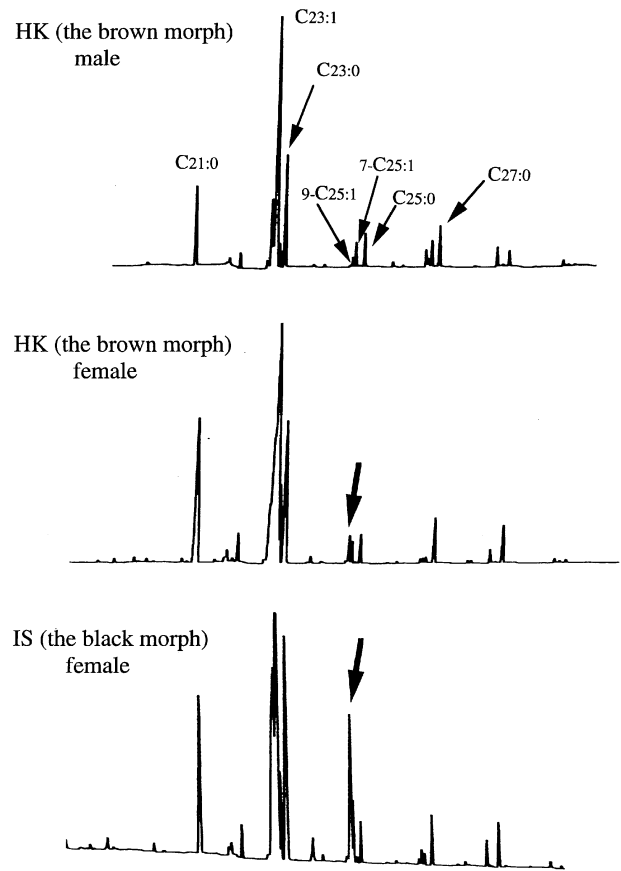 HK (the brown morph)
male
C23:1
C23:0
C21:0
7-C25:1
9-C25:1
C25:0
C27:0
HK (the brown morph)
female
IS (the black morph)
female